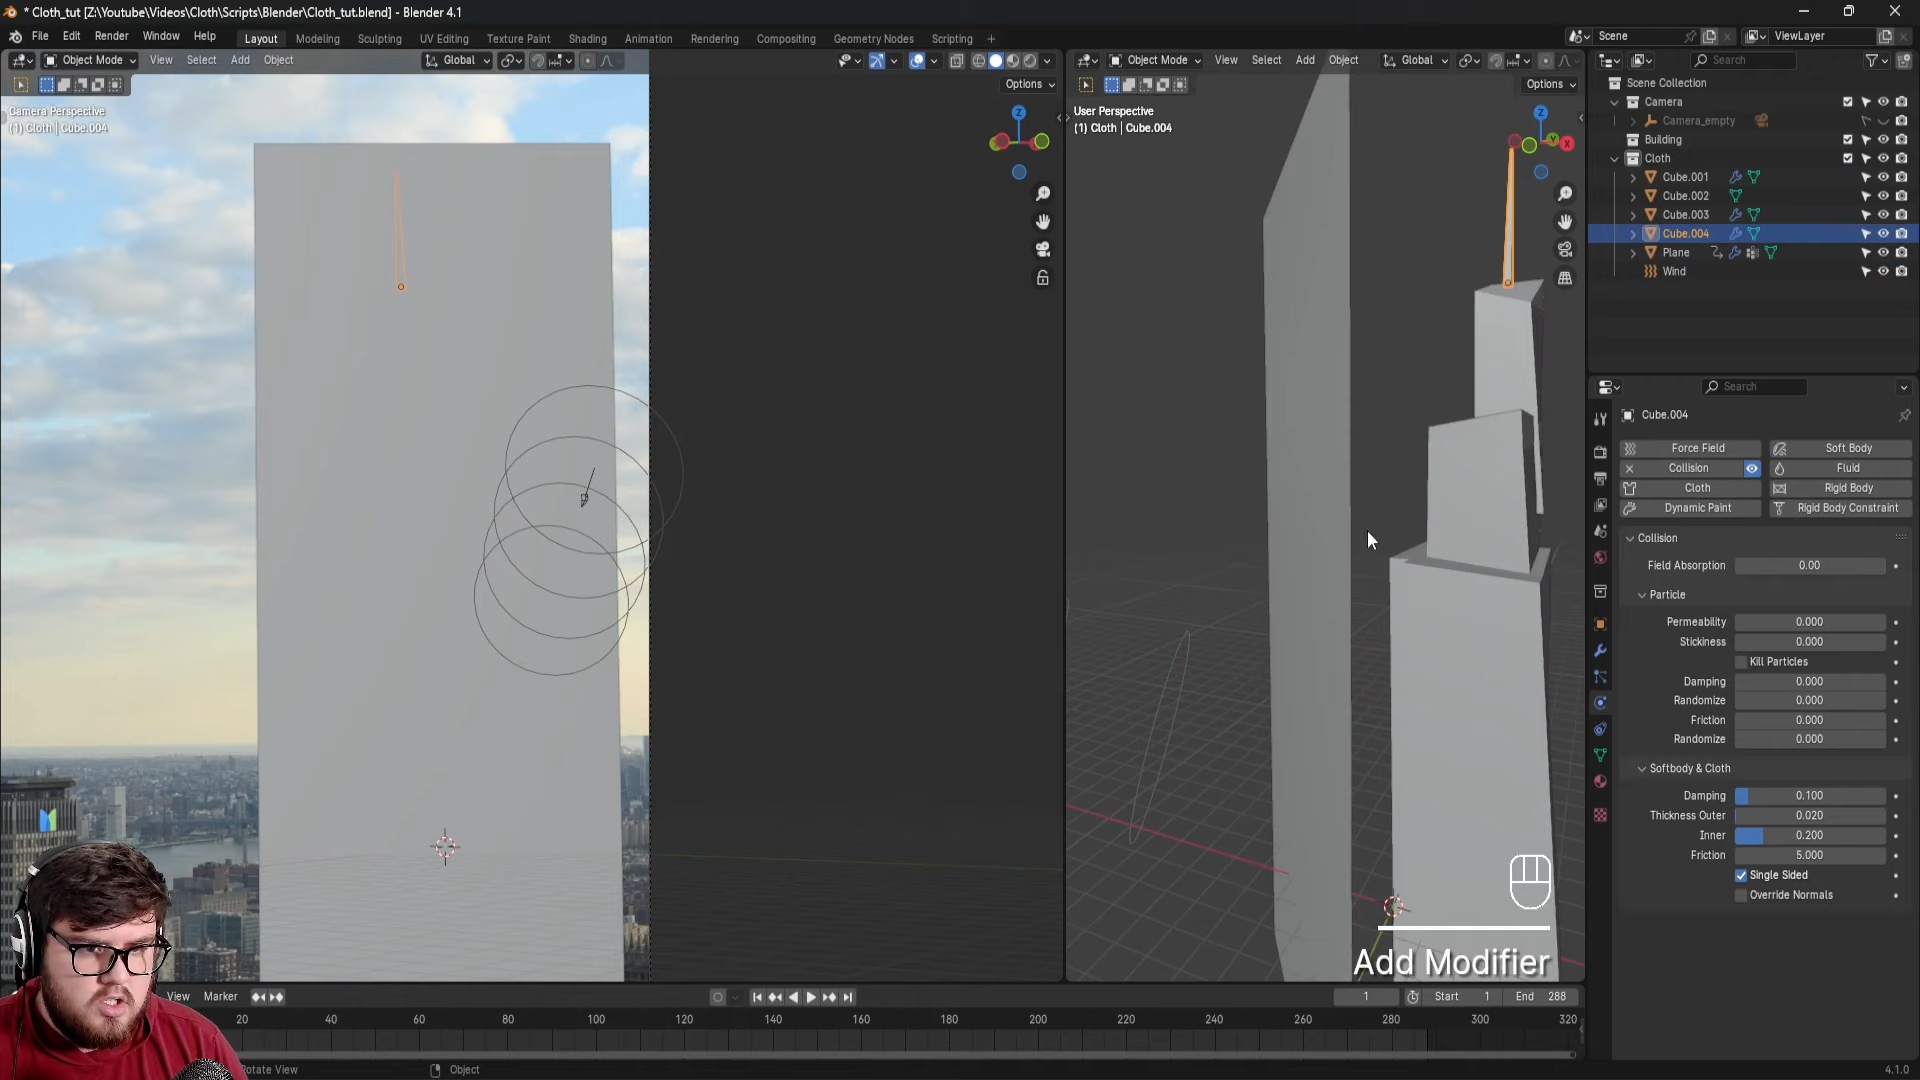 * Cloth_tut [Z:\Youtube\Videos\Cloth\Scripts\Blender\Cloth_tut.blend] - Blender 4.1
File Edit Render Window Help Layout Modeling Sculpting UV Editing Texture Paint Shading Animation Rendering Compositing Geometry Nodes Scripting + Scene ViewLayer
Object Mode View Select Add Object Global
Options
Camera Perspective
(1) Cloth | Cube.004
Object Mode View Select Add Object Global
Options
User Perspective
(1) Cloth | Cube.004
Z
Z
Y
X
Search
Scene Collection
Camera
Camera_empty
Building
Cloth
Cube.001
Cube.002
Cube.003
Cube.004
Plane
Wind
Search
Cube.004
Force Field Soft Body
Collision Fluid
Cloth Rigid Body
Dynamic Paint Rigid Body Constraint
Collision
Field Absorption 0.00
Particle
Permeability 0.000
Stickiness 0.000
Kill Particles
Damping 0.000
Randomize 0.000
Friction 0.000
Randomize 0.000
Softbody & Cloth
Damping 0.100
Thickness Outer 0.020
Inner 0.200
Friction 5.000
Single Sided
Override Normals
Add Modifier
View Marker 1 Start 1 End 288
20 40 60 80 100 120 140 160 180 200 220 240 260 280 300 320
Rotate View Object 4.1.0